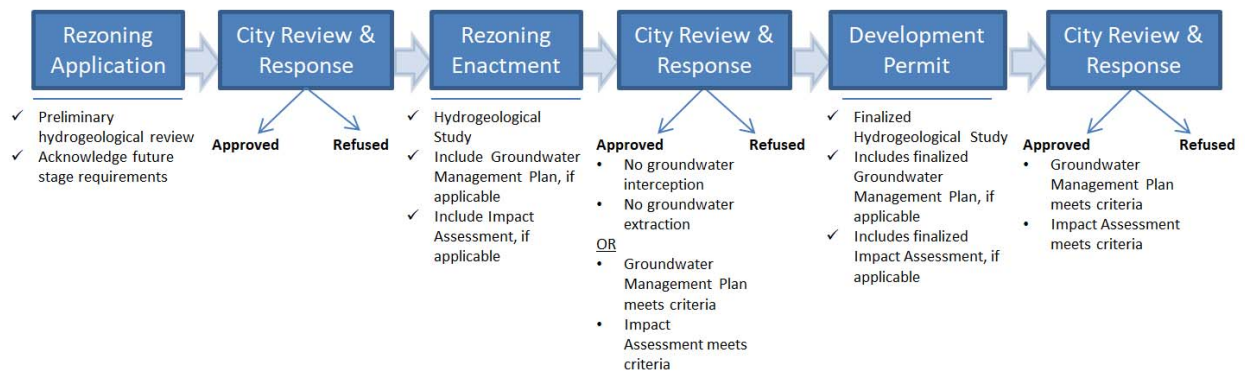 Rezoning
Application
✓ Preliminary
hydrogeological review
✓ Acknowledge future
stage requirements
City Review &
Response
Approved
Refused
Rezoning
Enactment
✓ Hydrogeological
Study
✓ Include Groundwater
Management Plan, if
applicable
✓ Include Impact
Assessment, if
applicable
City Review &
Response
Approved
Refused
• No groundwater
interception
• No groundwater
extraction
OR
• Groundwater
Management Plan
meets criteria
• Impact
Assessment meets
criteria
Development
Permit
✓ Finalized
Hydrogeological Study
✓ Includes finalized
Groundwater
Management Plan, if
applicable
✓ Includes finalized
Impact Assessment, if
applicable
City Review &
Response
Approved
Refused
• Groundwater
Management Plan
meets criteria
• Impact Assessment
meets criteria